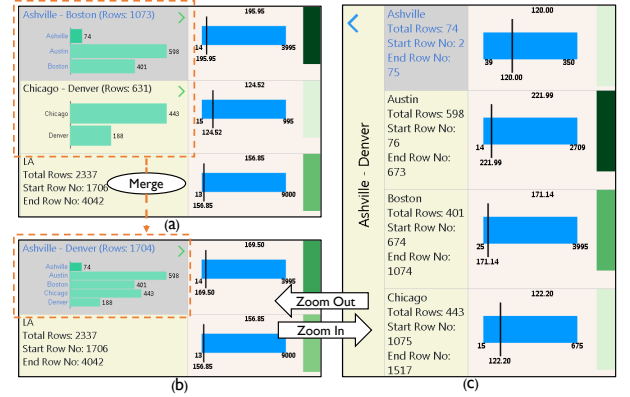 Ashville - Boston (Rows: 1073)
Ashville 74
Austin 598
Boston 401
195.95
14 3995
195.95
Chicago - Denver (Rows: 631)
Chicago 443
Denver 188
124.52
15 995
124.52
LA
Total Rows: 2337
Start Row No: 1706
End Row No: 4042
156.85
13 9000
156.85
Merge
(a)
Ashville - Denver (Rows: 1704)
Ashville 74
Austin 598
Boston 401
Chicago 443
Denver 188
169.50
14 3995
169.50
LA
Total Rows: 2337
Start Row No: 1706
End Row No: 4042
156.85
13 9000
156.85
(b)
Zoom Out
Zoom In
Ashville - Denver
Ashville
Total Rows: 74
Start Row No: 2
End Row No:
75
120.00
39 350
120.00
Austin
Total Rows: 598
Start Row No:
76
End Row No:
673
221.99
14 2709
221.99
Boston
Total Rows: 401
Start Row No:
674
End Row No:
1074
171.14
25 3995
171.14
Chicago
Total Rows: 443
Start Row No:
1075
End Row No:
1517
122.20
15 675
122.20
(c)